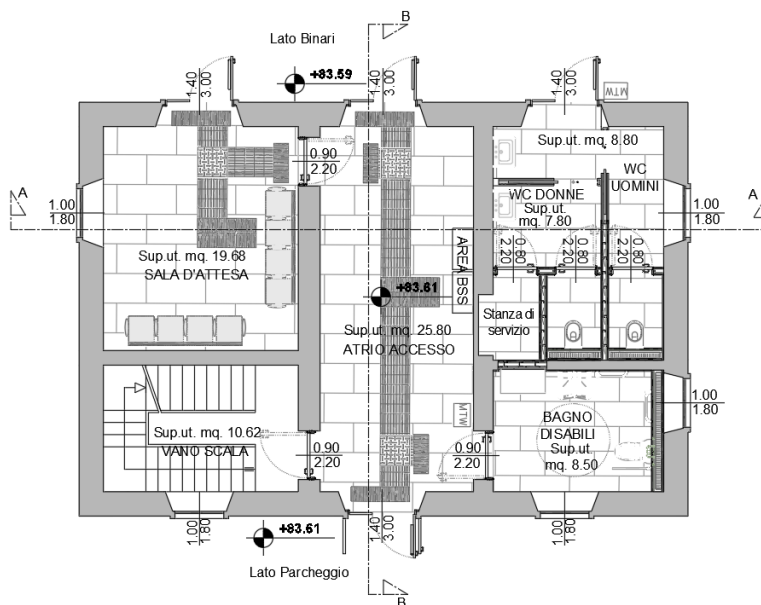 B
Lato Binari
1.40
3.00
+83.59
1.40
3.00
1.40
3.00
MTW
Sup.ut. mq. 8.80
0.90
2.20
WC
UOMINI
WC DONNE
Sup.ut
mq. 7.80
A
1.00
1.80
1.00
1.80
A
0.80
2.20
0.80
2.20
0.80
2.20
AREA BSS
Sup.ut. mq. 19.68
SALA D'ATTESA
+83.61
Stanza di
servizio
Sup.ut. mq. 25.80
ATRIO ACCESSO
1.00
1.80
MTW
BAGNO
DISABILI
Sup.ut
mq. 8.50
Sup.ut. mq. 10.62
VANO SCALA
0.90
2.20
0.90
2.20
1.00
1.80
+83.61
1.40
3.00
1.00
1.80
Lato Parcheggio
B